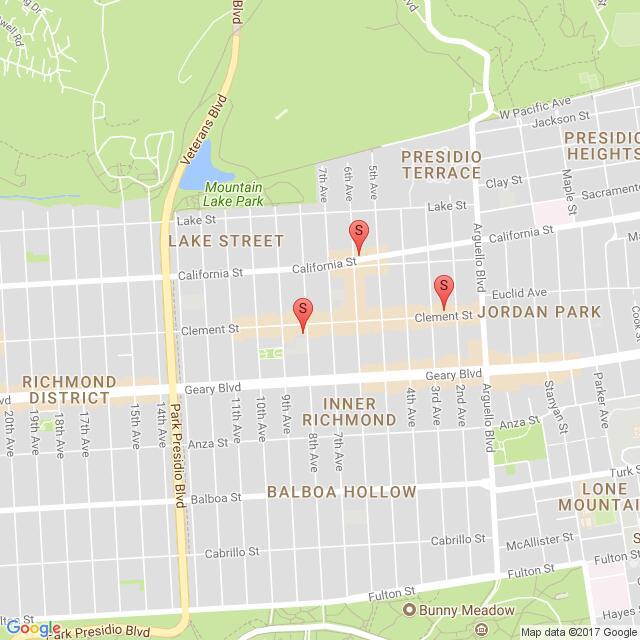 Veterans Blvd
W Pacific Ave
Jackson St
PRESIDIO
HEIGHTS
PRESIDIO
TERRACE
5th Ave
6th Ave
7th Ave
Clay St
Maple St
Mountain
Lake Park
Lake St
Lake St
LAKE STREET
S
California St
Arguello Blvd
California St
California St
S
Euclid Ave
S
Clement St
Clement St
JORDAN PARK
Cook St
RICHMOND
DISTRICT
Geary Blvd
Geary Blvd
20th Ave
19th Ave
18th Ave
17th Ave
15th Ave
14th Ave
Park Presidio Blvd
11th Ave
10th Ave
9th Ave
8th Ave
7th Ave
INNER
RICHMOND
4th Ave
3rd Ave
2nd Ave
Arguello Blvd
Stanyan St
Parker Ave
Anza St
Anza St
Balboa St
BALBOA HOLLOW
Turk S
LONE
MOUNTAI
Cabrillo St
Cabrillo St
McAllister St
Fulton St
Fulton St
Fulton St
Bunny Meadow
Hayes S
Park Presidio Blvd
Google
Map data ©2017 Google